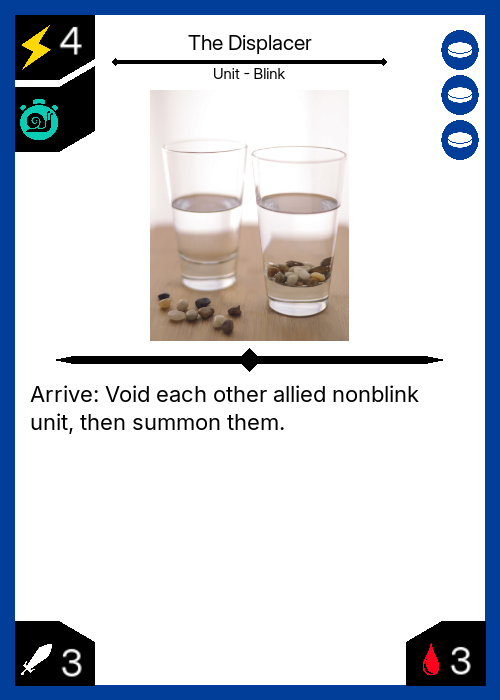 4
The Displacer
Unit - Blink
Arrive: Void each other allied nonblink
unit, then summon them.
3
3